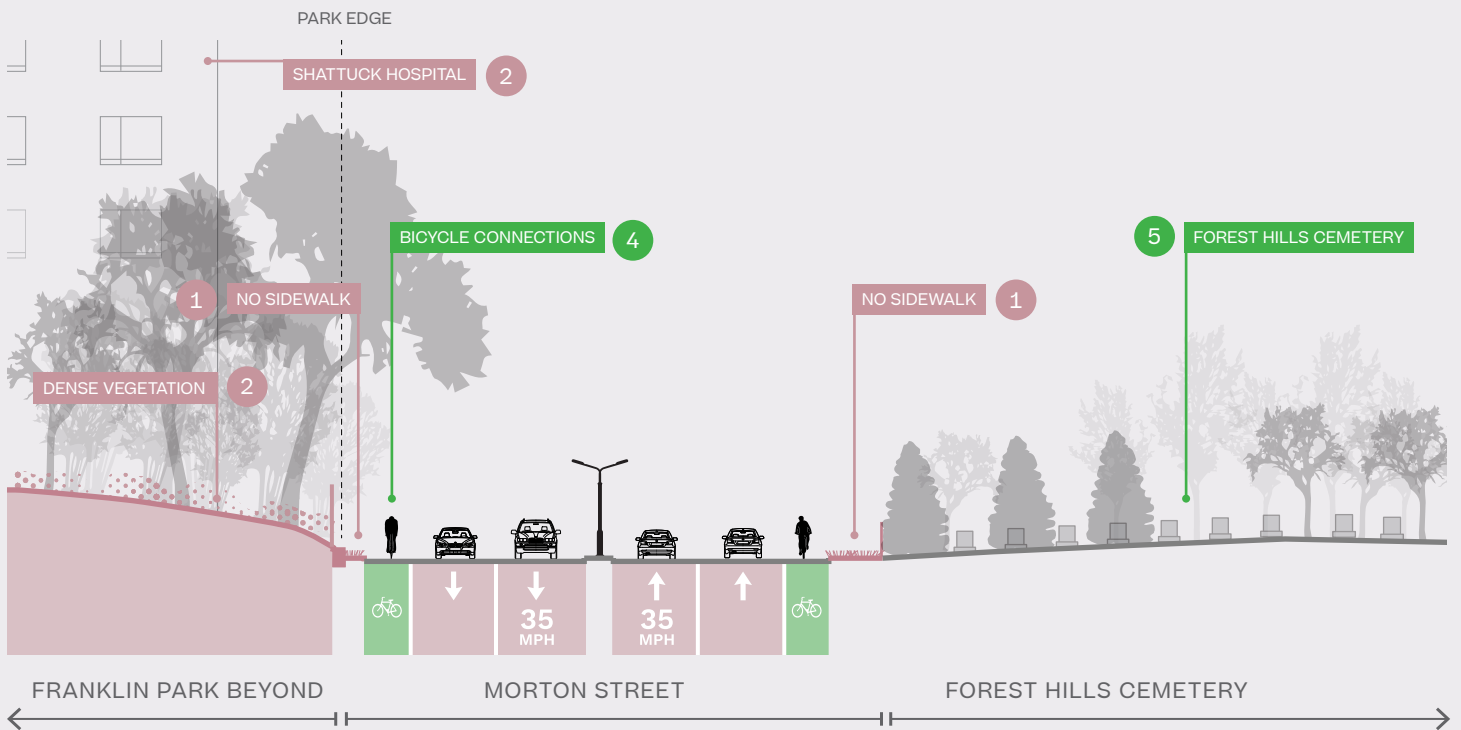 PARK EDGE
SHATTUCK HOSPITAL 2
BICYCLE CONNECTIONS 4
5 FOREST HILLS CEMETERY
1 NO SIDEWALK
NO SIDEWALK 1
DENSE VEGETATION 2
35
MPH
35
MPH
FRANKLIN PARK BEYOND
MORTON STREET
FOREST HILLS CEMETERY